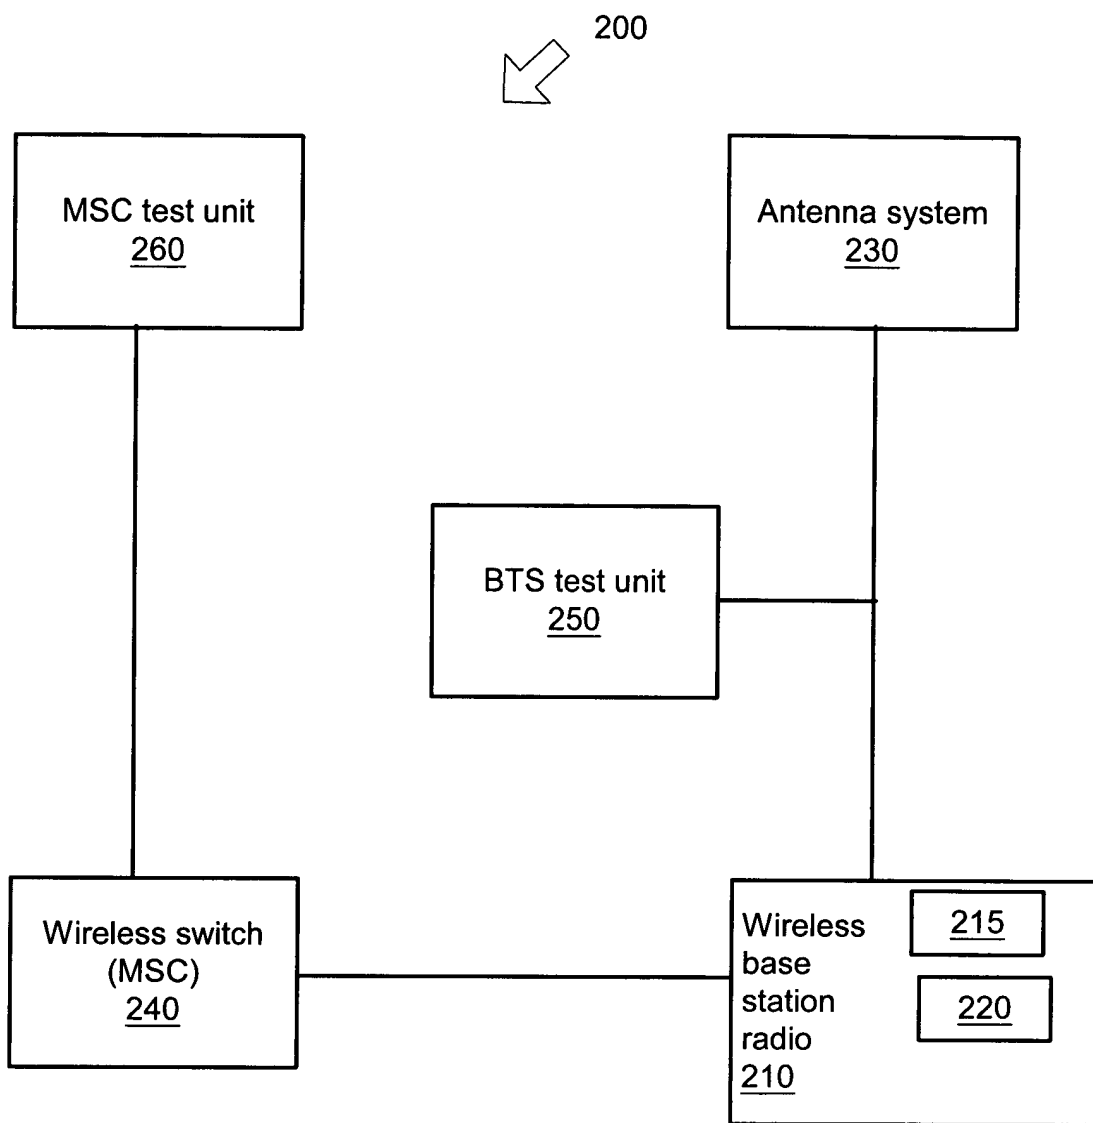 200
MSC test unit
260
Antenna system
230
BTS test unit
250
Wireless switch
(MSC)
240
Wireless
base
station
radio
210
215
220